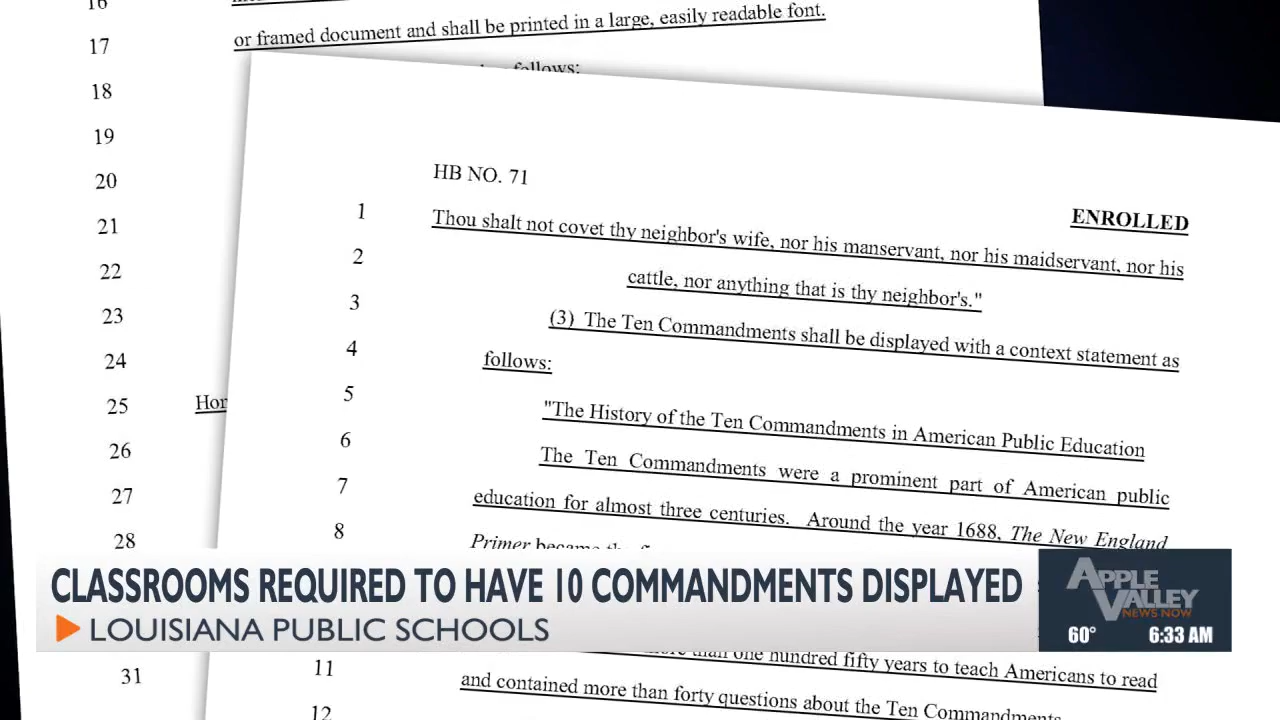 16
17
or framed document and shall be printed in a large, easily readable font.
18
follows:
19
20
21
22
23
24
25
Hor
26
27
28
31
HB NO. 71
ENROLLED
1
Thou shalt not covet thy neighbor's wife, nor his manservant, nor his maidservant, nor his
2
cattle, nor anything that is thy neighbor's."
3
(3) The Ten Commandments shall be displayed with a context statement as
4
follows:
5
"The History of the Ten Commandments in American Public Education
6
The Ten Commandments were a prominent part of American public
7
education for almost three centuries. Around the year 1688, The New England
8
Primer became the
11
more than one hundred fifty years to teach Americans to read
12
and contained more than forty questions about the Ten Commandments
CLASSROOMS REQUIRED TO HAVE 10 COMMANDMENTS DISPLAYED
LOUISIANA PUBLIC SCHOOLS
APPLE
VALLEY
NEWS NOW
60° 6:33 AM